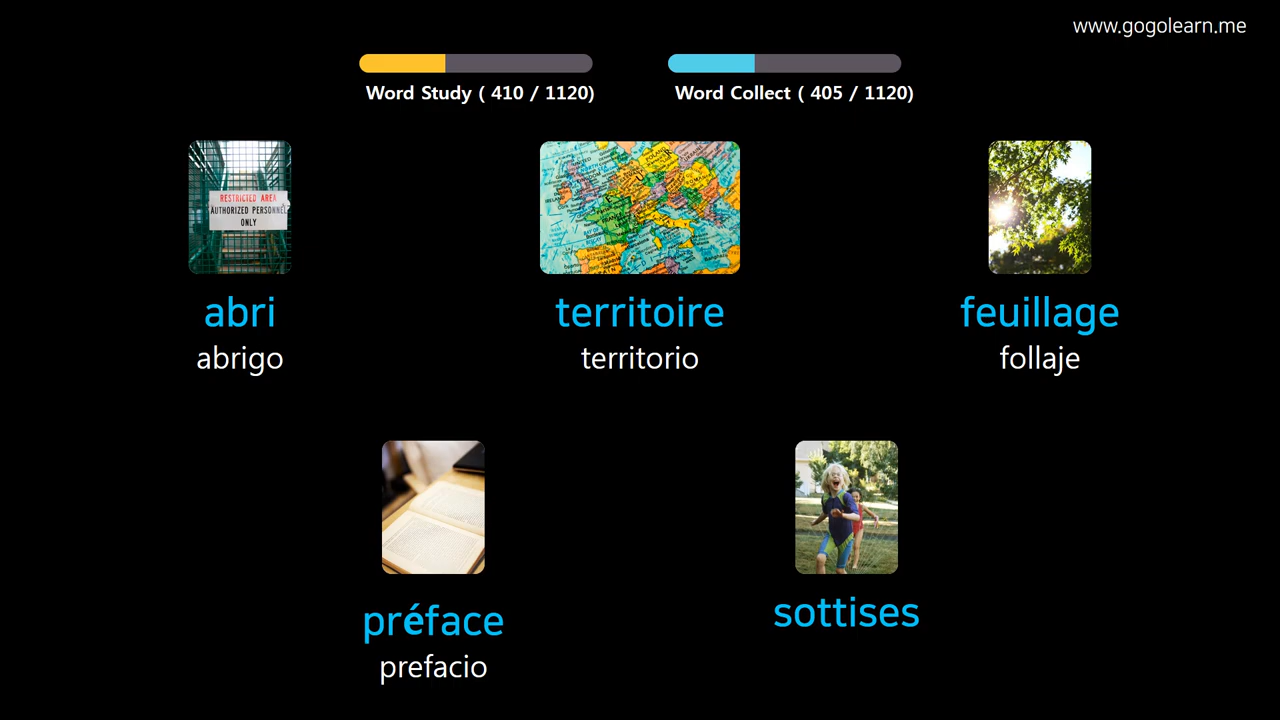 www.gogolearn.me
Word Study ( 410 / 1120)
Word Collect ( 405 / 1120)
RESTRICTED AREA
AUTHORIZED PERSONNEL
ONLY
abri
territoire
feuillage
abrigo
territorio
follaje
préface
sottises
prefacio